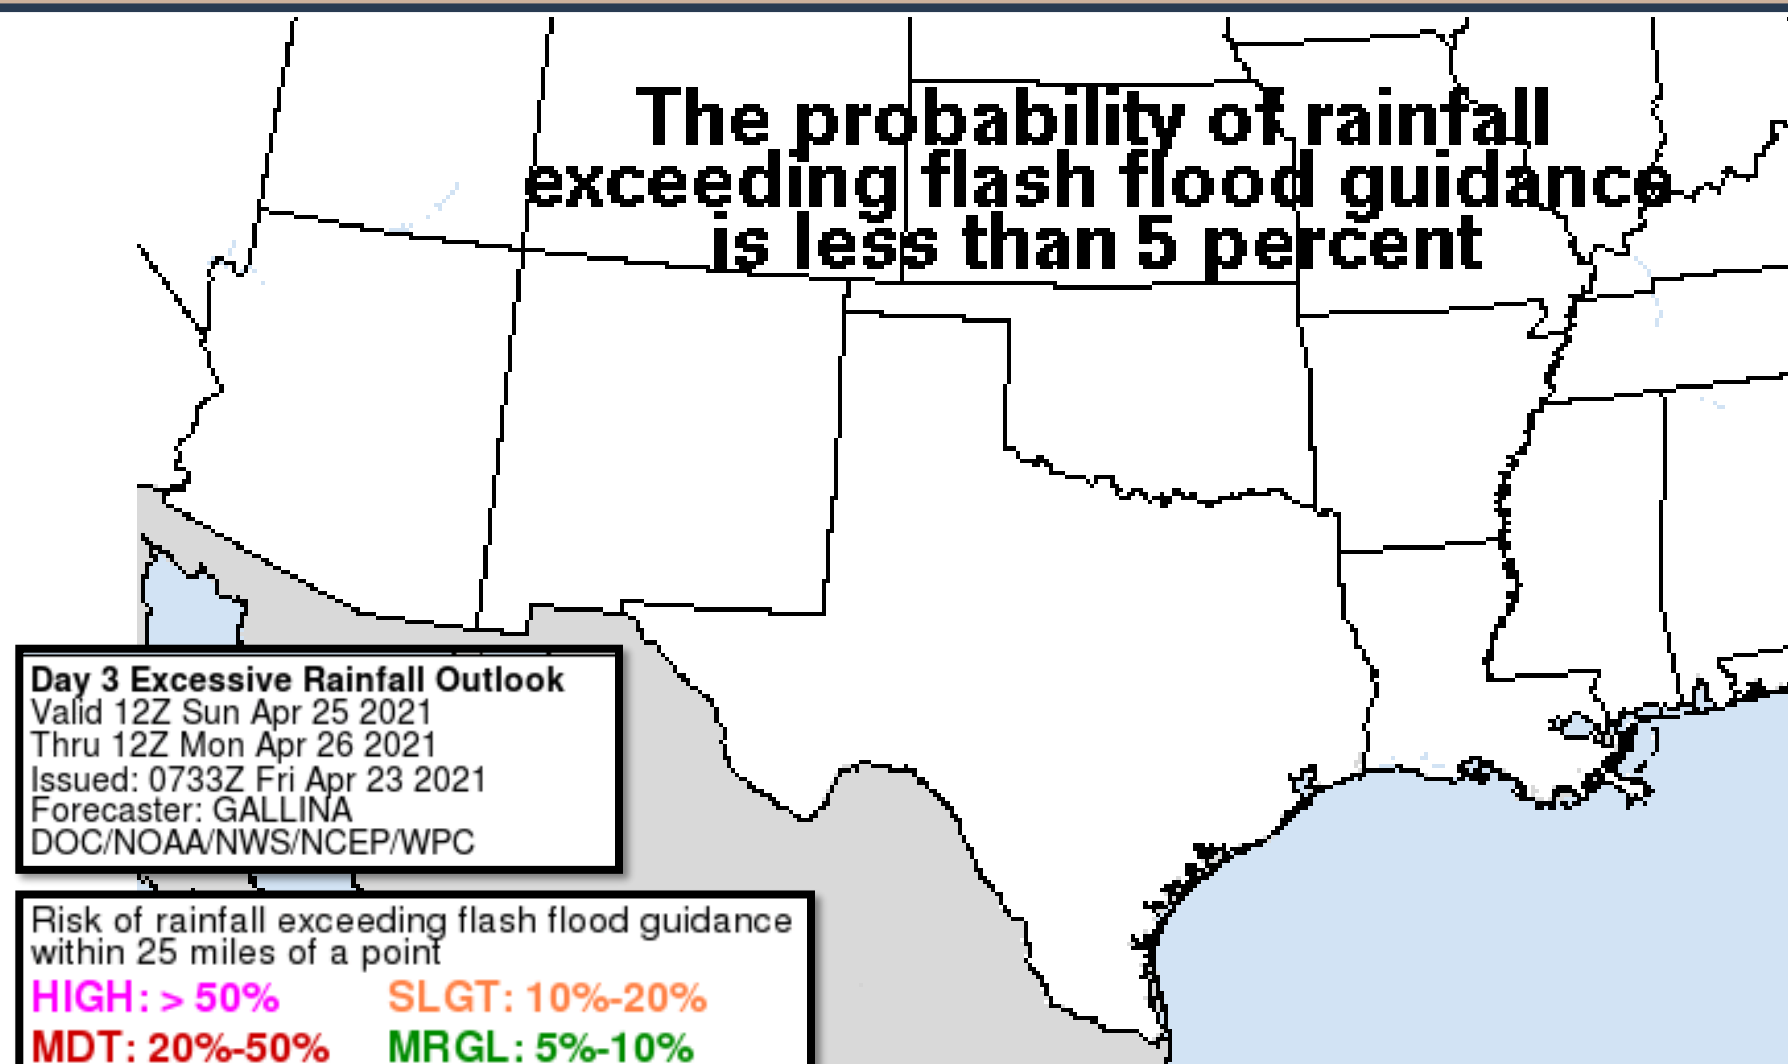 The probability of rainfall
exceeding flash flood guidance
is less than 5 percent
Day 3 Excessive Rainfall Outlook
Valid 12Z Sun Apr 25 2021
Thru 12Z Mon Apr 26 2021
Issued: 0733Z Fri Apr 23 2021
Forecaster: GALLINA
DOC/NOAA/NWS/NCEP/WPC
Risk of rainfall exceeding flash flood guidance
within 25 miles of a point
HIGH: > 50% SLGT: 10%-20%
MDT: 20%-50% MRGL: 5%-10%